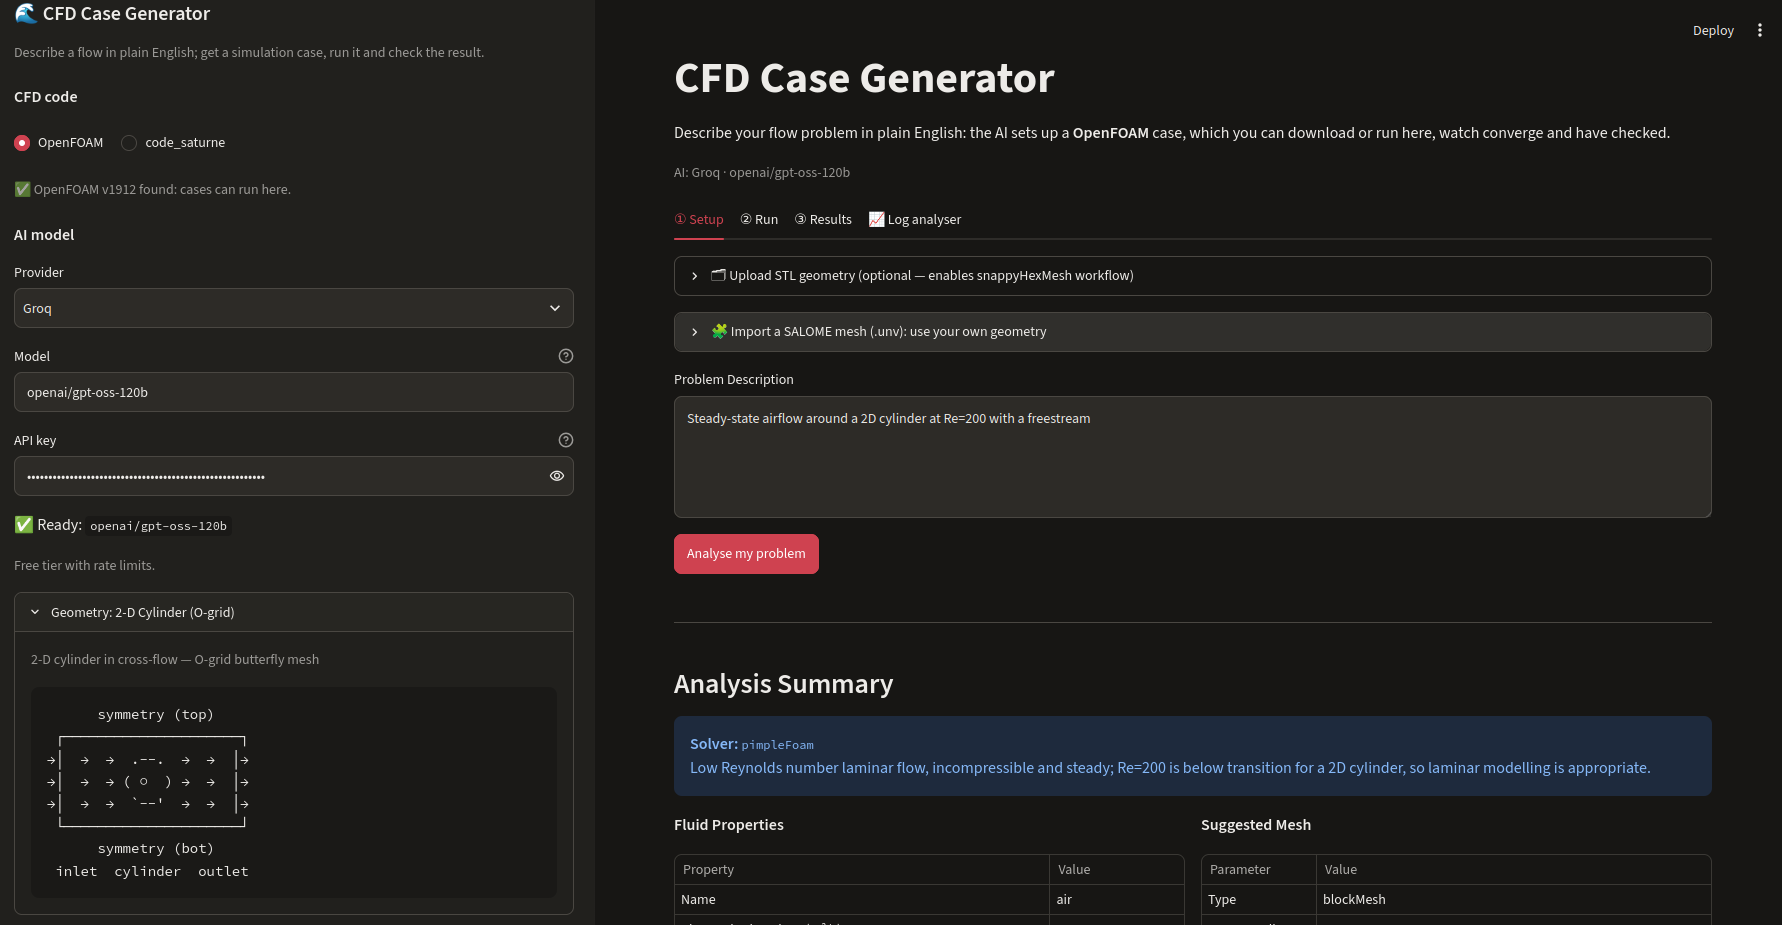 🌊 CFD Case Generator
Describe a flow in plain English; get a simulation case, run it and check the result.
CFD code
OpenFOAM code_saturne
✅ OpenFOAM v1912 found: cases can run here.
AI model
Provider
Groq
Model
openai/gpt-oss-120b
API key
✅ Ready: openai/gpt-oss-120b
Free tier with rate limits.
Geometry: 2-D Cylinder (O-grid)
2-D cylinder in cross-flow — O-grid butterfly mesh
symmetry (top)
symmetry (bot)
inlet cylinder outlet
Deploy
CFD Case Generator
Describe your flow problem in plain English: the AI sets up a OpenFOAM case, which you can download or run here, watch converge and have checked.
AI: Groq · openai/gpt-oss-120b
① Setup ② Run ③ Results 📈 Log analyser
Upload STL geometry (optional — enables snappyHexMesh workflow)
🧩 Import a SALOME mesh (.unv): use your own geometry
Problem Description
Steady-state airflow around a 2D cylinder at Re=200 with a freestream
Analyse my problem
Analysis Summary
Solver: pimpleFoam
Low Reynolds number laminar flow, incompressible and steady; Re=200 is below transition for a 2D cylinder, so laminar modelling is appropriate.
Fluid Properties
Property Value
Name air
Suggested Mesh
Parameter Value
Type blockMesh